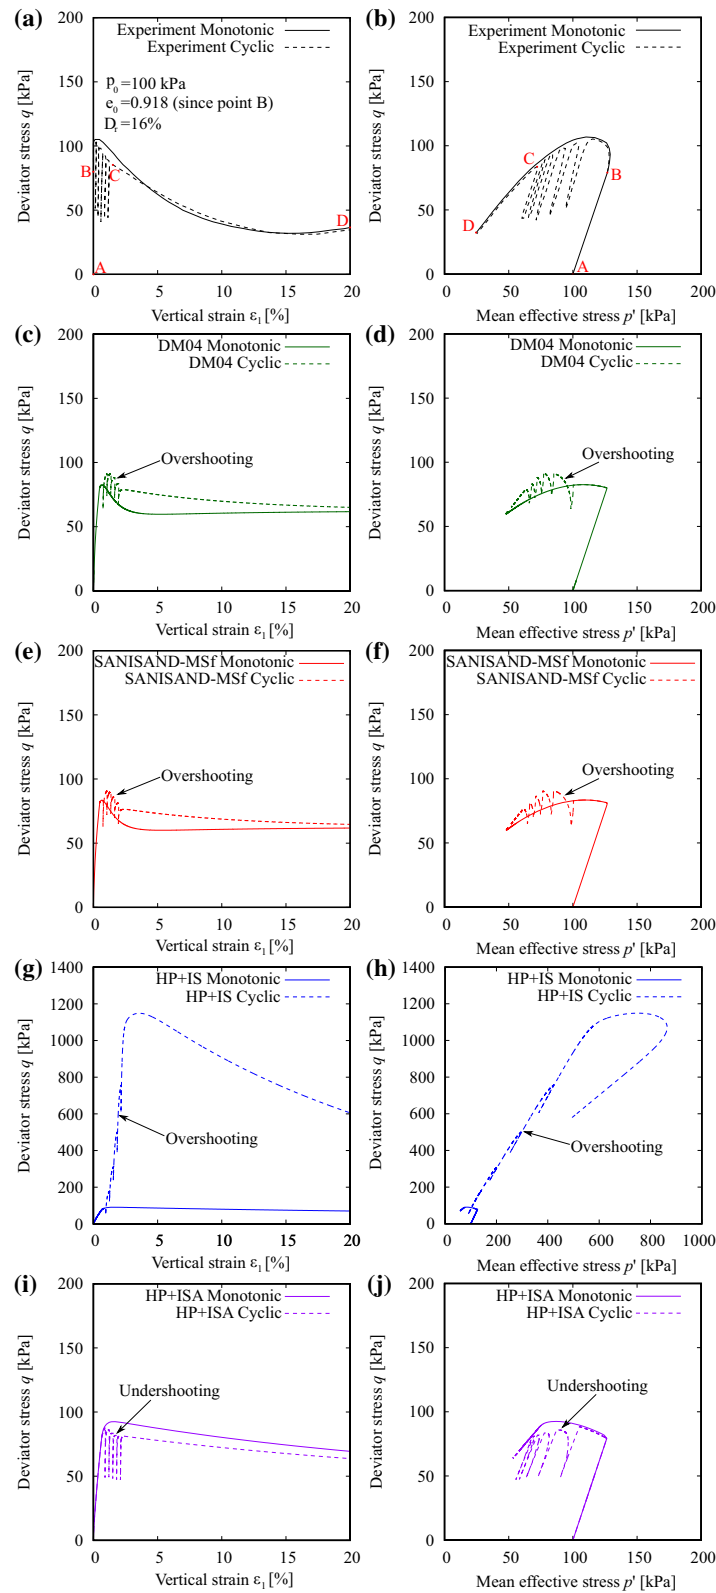 (a)
200
150
100
50
0
Deviator stress q [kPa]
Experiment Monotonic
Experiment Cyclic
p0=100 kPa
e0=0.918 (since point B)
Dr=16%
B
C
D
A
0
5
10
15
20
Vertical strain ε1 [%]
(b)
200
150
100
50
0
Deviator stress q [kPa]
Experiment Monotonic
Experiment Cyclic
C
B
D
A
0
50
100
150
200
Mean effective stress p' [kPa]
(c)
200
150
100
50
0
Deviator stress q [kPa]
DM04 Monotonic
DM04 Cyclic
Overshooting
0
5
10
15
20
Vertical strain ε1 [%]
(d)
200
150
100
50
0
Deviator stress q [kPa]
DM04 Monotonic
DM04 Cyclic
Overshooting
0
50
100
150
200
Mean effective stress p' [kPa]
(e)
200
150
100
50
0
Deviator stress q [kPa]
SANISAND-MSf Monotonic
SANISAND-MSf Cyclic
Overshooting
0
5
10
15
20
Vertical strain ε1 [%]
(f)
200
150
100
50
0
Deviator stress q [kPa]
SANISAND-MSf Monotonic
SANISAND-MSf Cyclic
Overshooting
0
50
100
150
200
Mean effective stress p' [kPa]
(g)
1400
1200
1000
800
600
400
200
0
Deviator stress q [kPa]
HP+IS Monotonic
HP+IS Cyclic
Overshooting
0
5
10
15
20
Vertical strain ε1 [%]
(h)
1400
1200
1000
800
600
400
200
0
Deviator stress q [kPa]
HP+IS Monotonic
HP+IS Cyclic
Overshooting
0
200
400
600
800
1000
Mean effective stress p' [kPa]
(i)
200
150
100
50
0
Deviator stress q [kPa]
HP+ISA Monotonic
HP+ISA Cyclic
Undershooting
0
5
10
15
20
Vertical strain ε1 [%]
(j)
200
150
100
50
0
Deviator stress q [kPa]
HP+ISA Monotonic
HP+ISA Cyclic
Undershooting
0
50
100
150
200
Mean effective stress p' [kPa]